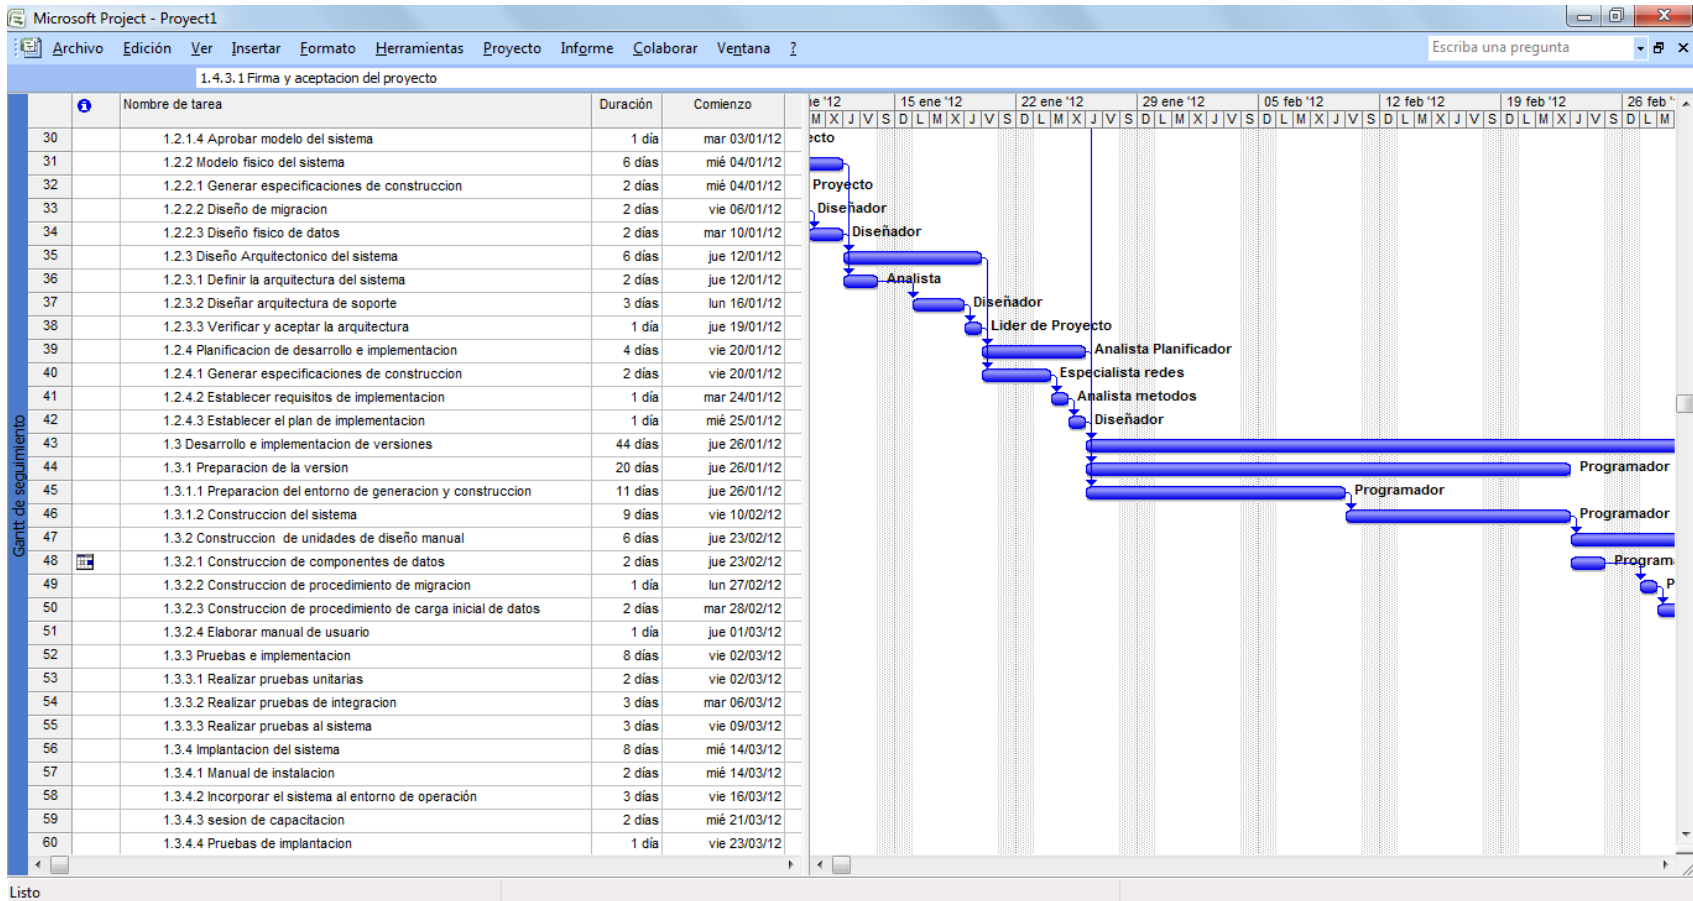 Microsoft Project - Proyect1
Archivo Edición Ver Insertar Formato Herramientas Proyecto Informe Colaborar Ventana ? Escriba una pregunta
1.4.3.1 Firma y aceptacion del proyecto
Nombre de tarea Duración Comienzo
'12 15 ene '12 22 ene '12 29 ene '12 05 feb '12 12 feb '12 19 feb '12 26 feb '
M X J V S D L M X J V S D L M X J V S D L M X J V S D L M X J V S D L M X J V S D L M X J V S D L M
30 1.2.1.4 Aprobar modelo del sistema 1 día mar 03/01/12 ecto
31 1.2.2 Modelo fisico del sistema 6 días mié 04/01/12
32 1.2.2.1 Generar especificaciones de construccion 2 días mié 04/01/12 Proyecto
33 1.2.2.2 Diseño de migracion 2 días vie 06/01/12 Diseñador
34 1.2.2.3 Diseño fisico de datos 2 días mar 10/01/12 Diseñador
35 1.2.3 Diseño Arquitectonico del sistema 6 días jue 12/01/12
36 1.2.3.1 Definir la arquitectura del sistema 2 días jue 12/01/12 Analista
37 1.2.3.2 Diseñar arquitectura de soporte 3 días lun 16/01/12 Diseñador
38 1.2.3.3 Verificar y aceptar la arquitectura 1 día jue 19/01/12 Lider de Proyecto
39 1.2.4 Planificacion de desarrollo e implementacion 4 días vie 20/01/12 Analista Planificador
40 1.2.4.1 Generar especificaciones de construccion 2 días vie 20/01/12 Especialista redes
41 1.2.4.2 Establecer requisitos de implementacion 1 día mar 24/01/12 Analista metodos
42 1.2.4.3 Establecer el plan de implementacion 1 día mié 25/01/12 Diseñador
43 1.3 Desarrollo e implementacion de versiones 44 días jue 26/01/12
44 1.3.1 Preparacion de la version 20 días jue 26/01/12 Programador
45 1.3.1.1 Preparacion del entorno de generacion y construccion 11 días jue 26/01/12 Programador
46 1.3.1.2 Construccion del sistema 9 días vie 10/02/12 Programador
47 1.3.2 Construccion de unidades de diseño manual 6 días jue 23/02/12
48 1.3.2.1 Construccion de componentes de datos 2 días jue 23/02/12 Program
49 1.3.2.2 Construccion de procedimiento de migracion 1 día lun 27/02/12 P
50 1.3.2.3 Construccion de procedimiento de carga inicial de datos 2 días mar 28/02/12
51 1.3.2.4 Elaborar manual de usuario 1 día jue 01/03/12
52 1.3.3 Pruebas e implementacion 8 días vie 02/03/12
53 1.3.3.1 Realizar pruebas unitarias 2 días vie 02/03/12
54 1.3.3.2 Realizar pruebas de integracion 3 días mar 06/03/12
55 1.3.3.3 Realizar pruebas al sistema 3 días vie 09/03/12
56 1.3.4 Implantacion del sistema 8 días mié 14/03/12
57 1.3.4.1 Manual de instalacion 2 días mié 14/03/12
58 1.3.4.2 Incorporar el sistema al entorno de operación 3 días vie 16/03/12
59 1.3.4.3 sesion de capacitacion 2 días mié 21/03/12
60 1.3.4.4 Pruebas de implantacion 1 día vie 23/03/12
Gantt de seguimiento
Listo